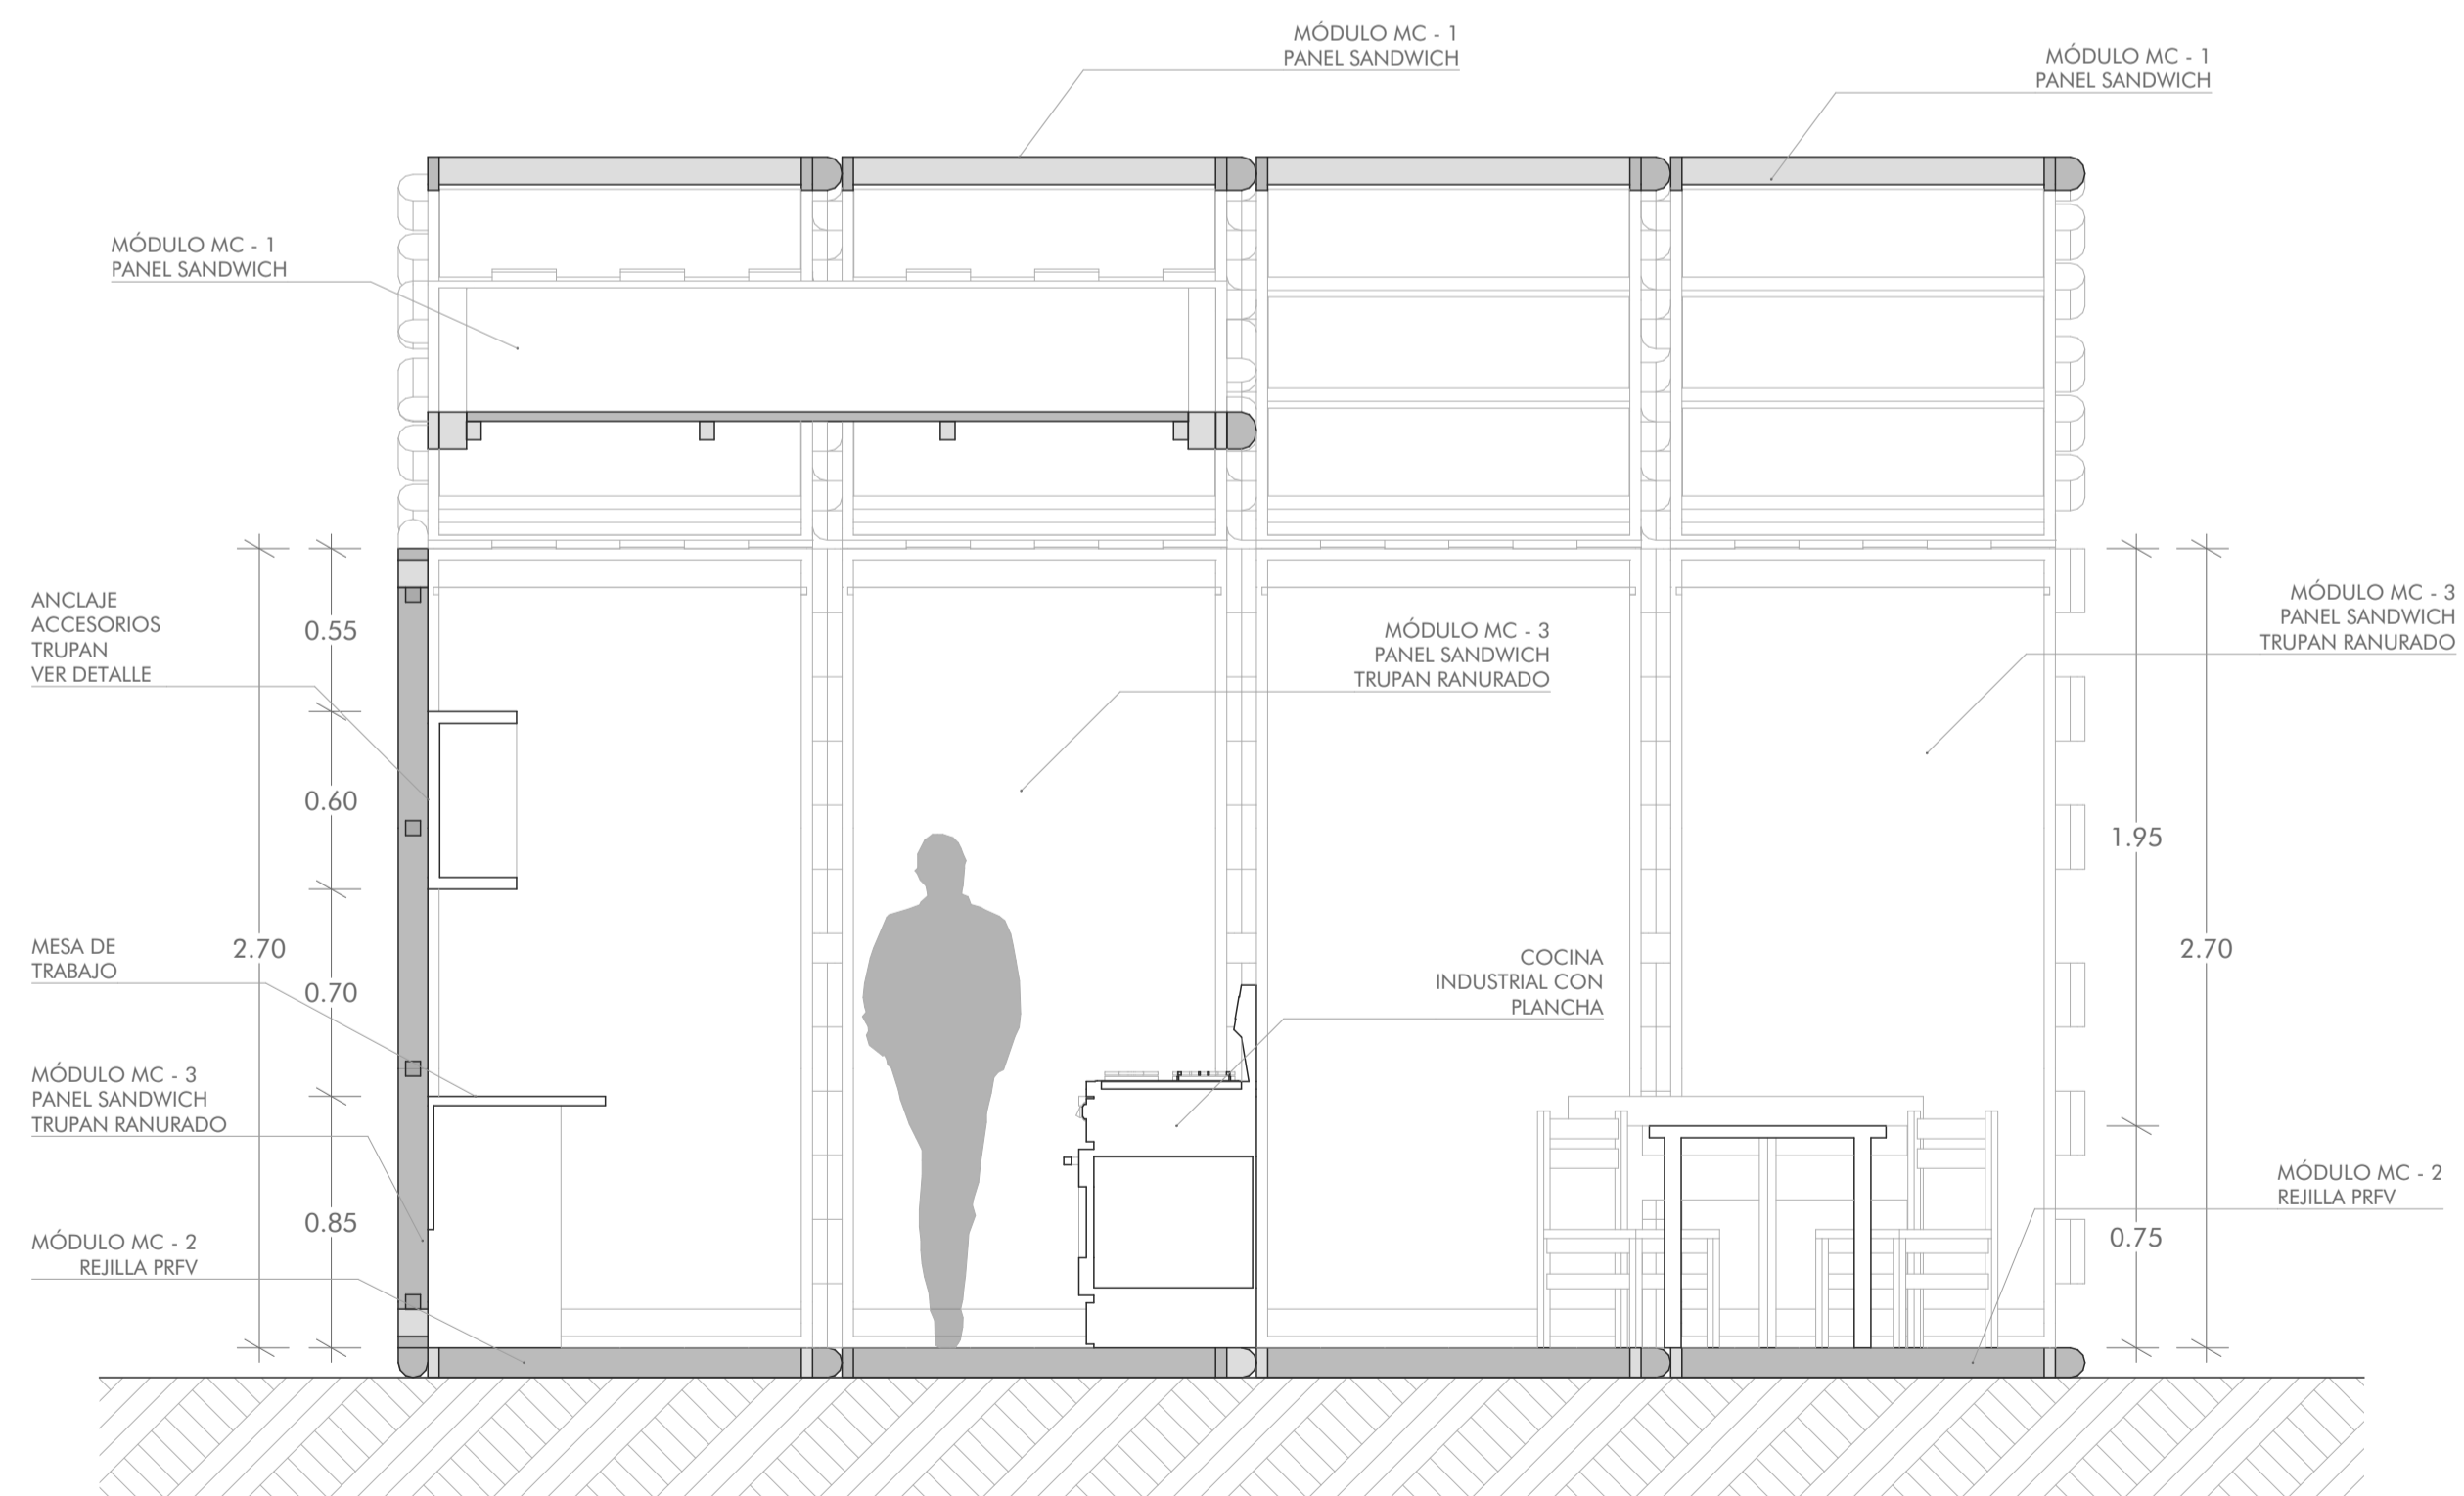 MÓDULO MC - 1
PANEL SANDWICH
MÓDULO MC - 1
PANEL SANDWICH
MÓDULO MC - 1
PANEL SANDWICH
ANCLAJE
ACCESORIOS
TRUPAN
VER DETALLE
0.55
MÓDULO MC - 3
PANEL SANDWICH
TRUPAN RANURADO
MÓDULO MC - 3
PANEL SANDWICH
TRUPAN RANURADO
0.60
1.95
MESA DE
TRABAJO
2.70
0.70
COCINA
INDUSTRIAL CON
PLANCHA
2.70
MÓDULO MC - 3
PANEL SANDWICH
TRUPAN RANURADO
0.85
MÓDULO MC - 2
REJILLA PRFV
0.75
MÓDULO MC - 2
REJILLA PRFV